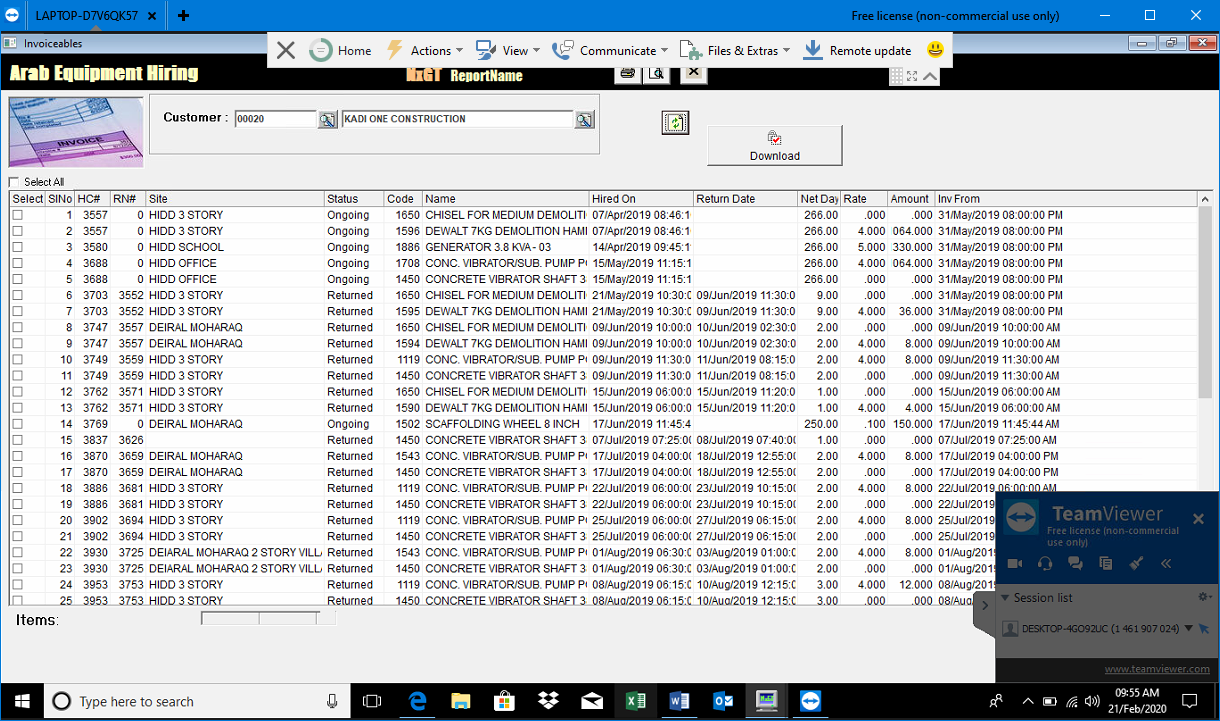 LAPTOP-D7V6QK57
Free license (non-commercial use only)
Invoiceables
Home Actions View Communicate Files & Extras Remote update
Arab Equipment Hiring
NxGT ReportName
Customer : 00020 KADI ONE CONSTRUCTION
INVOICE
Download
Select All
Select SlNo HC# RN# Site Status Code Name Hired On Return Date Net Day Rate Amount Inv From
1 3557 0 HIDD 3 STORY Ongoing 1650 CHISEL FOR MEDIUM DEMOLITI 07/Apr/2019 08:46:1 266.00 .000 .000 31/May/2019 08:00:00 PM
2 3557 0 HIDD 3 STORY Ongoing 1596 DEWALT 7KG DEMOLITION HAMI 07/Apr/2019 08:46:1 266.00 4.000 064.000 31/May/2019 08:00:00 PM
3 3580 0 HIDD SCHOOL Ongoing 1886 GENERATOR 3.8 KVA - 03 14/Apr/2019 09:45:1 266.00 5.000 330.000 31/May/2019 08:00:00 PM
4 3688 0 HIDD OFFICE Ongoing 1708 CONC. VIBRATOR/SUB. PUMP P 15/May/2019 11:15:1 266.00 4.000 064.000 31/May/2019 08:00:00 PM
5 3688 0 HIDD OFFICE Ongoing 1450 CONCRETE VIBRATOR SHAFT 3 15/May/2019 11:15:1 266.00 .000 .000 31/May/2019 08:00:00 PM
6 3703 3552 HIDD 3 STORY Returned 1650 CHISEL FOR MEDIUM DEMOLITI 21/May/2019 10:30:0 09/Jun/2019 11:30:0 9.00 .000 .000 31/May/2019 08:00:00 PM
7 3703 3552 HIDD 3 STORY Returned 1595 DEWALT 7KG DEMOLITION HAMI 21/May/2019 10:30:0 09/Jun/2019 11:30:0 9.00 4.000 36.000 31/May/2019 08:00:00 PM
8 3747 3557 DEIRAL MOHARAQ Returned 1650 CHISEL FOR MEDIUM DEMOLITI 09/Jun/2019 10:00:0 10/Jun/2019 02:30:0 2.00 .000 .000 09/Jun/2019 10:00:00 AM
9 3747 3557 DEIRAL MOHARAQ Returned 1594 DEWALT 7KG DEMOLITION HAMI 09/Jun/2019 10:00:0 10/Jun/2019 02:30:0 2.00 4.000 8.000 09/Jun/2019 10:00:00 AM
10 3749 3559 HIDD 3 STORY Returned 1119 CONC. VIBRATOR/SUB. PUMP P 09/Jun/2019 11:30:0 11/Jun/2019 08:15:0 2.00 4.000 8.000 09/Jun/2019 11:30:00 AM
11 3749 3559 HIDD 3 STORY Returned 1450 CONCRETE VIBRATOR SHAFT 3 09/Jun/2019 11:30:0 11/Jun/2019 08:15:0 2.00 .000 .000 09/Jun/2019 11:30:00 AM
12 3762 3571 HIDD 3 STORY Returned 1650 CHISEL FOR MEDIUM DEMOLITI 15/Jun/2019 06:00:0 15/Jun/2019 11:20:0 1.00 .000 .000 15/Jun/2019 06:00:00 AM
13 3762 3571 HIDD 3 STORY Returned 1590 DEWALT 7KG DEMOLITION HAMI 15/Jun/2019 06:00:0 15/Jun/2019 11:20:0 1.00 4.000 4.000 15/Jun/2019 06:00:00 AM
14 3769 0 DEIRAL MOHARAQ Ongoing 1502 SCAFFOLDING WHEEL 8 INCH 17/Jun/2019 11:45:4 250.00 .100 150.000 17/Jun/2019 11:45:44 AM
15 3837 3626 Returned 1450 CONCRETE VIBRATOR SHAFT 3 07/Jul/2019 07:25:00 08/Jul/2019 07:40:00 1.00 .000 .000 07/Jul/2019 07:25:00 AM
16 3870 3659 DEIRAL MOHARAQ Returned 1543 CONC. VIBRATOR/SUB. PUMP P 17/Jul/2019 04:00:00 18/Jul/2019 12:55:00 2.00 4.000 8.000 17/Jul/2019 04:00:00 PM
17 3870 3659 DEIRAL MOHARAQ Returned 1450 CONCRETE VIBRATOR SHAFT 3 17/Jul/2019 04:00:00 18/Jul/2019 12:55:00 2.00 .000 .000 17/Jul/2019 04:00:00 PM
18 3886 3681 HIDD 3 STORY Returned 1119 CONC. VIBRATOR/SUB. PUMP P 22/Jul/2019 06:00:00 23/Jul/2019 10:15:00 2.00 4.000 8.000 22/Jul/2019 06:00:00 AM
19 3886 3681 HIDD 3 STORY Returned 1450 CONCRETE VIBRATOR SHAFT 3 22/Jul/2019 06:00:00 23/Jul/2019 10:15:00 2.00 .000 .000 22/Jul/2019
20 3902 3694 HIDD 3 STORY Returned 1119 CONC. VIBRATOR/SUB. PUMP P 25/Jul/2019 06:00:00 27/Jul/2019 06:15:00 2.00 4.000 8.000 25/Jul/2019
21 3902 3694 HIDD 3 STORY Returned 1450 CONCRETE VIBRATOR SHAFT 3 25/Jul/2019 06:00:00 27/Jul/2019 06:15:00 2.00 .000 .000 25/Jul/2019
22 3930 3725 DEIARAL MOHARAQ 2 STORY VILL Returned 1543 CONC. VIBRATOR/SUB. PUMP P 01/Aug/2019 06:30:0 03/Aug/2019 01:00:0 2.00 4.000 8.000 01/Aug/201
23 3930 3725 DEIARAL MOHARAQ 2 STORY VILL Returned 1450 CONCRETE VIBRATOR SHAFT 3 01/Aug/2019 06:30:0 03/Aug/2019 01:00:0 2.00 .000 .000 01/Aug/201
24 3953 3753 HIDD 3 STORY Returned 1119 CONC. VIBRATOR/SUB. PUMP P 08/Aug/2019 06:15:0 10/Aug/2019 12:15:0 3.00 4.000 12.000 08/Aug/201
25 3953 3753 HIDD 3 STORY Returned 1450 CONCRETE VIBRATOR SHAFT 3 08/Aug/2019 06:15:0 10/Aug/2019 12:15:0 3.00 .000 .000 08/Aug/201
Items:
TeamViewer
Free license (non-commercial
use only)
Session list
DESKTOP-4GO92UC (1 461 907 024)
www.teamviewer.com
Type here to search
09:55 AM
21/Feb/2020